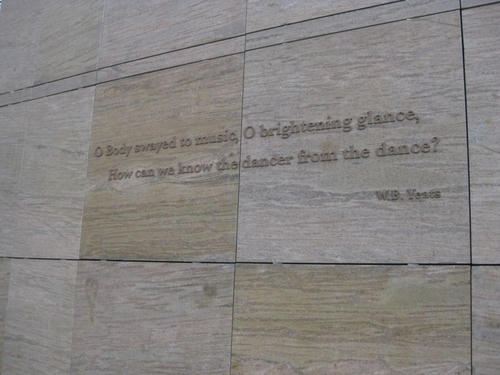 O Body swayed to music, O brightening glance,
How can we know the dancer from the dance?
W.B. Yeats